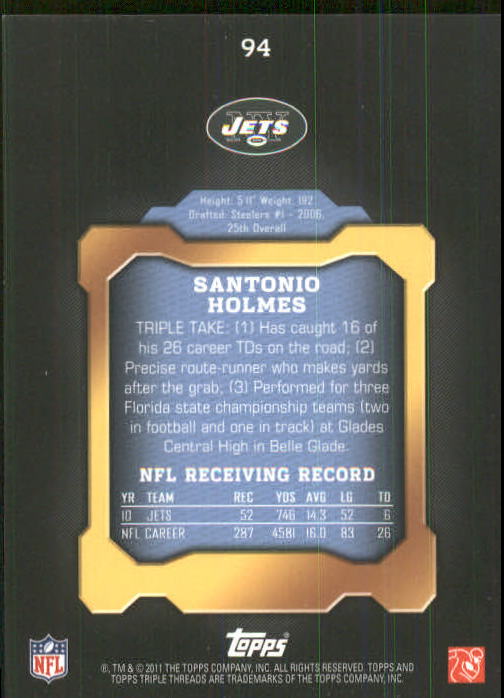 94
NY
JETS
Height: 5'11" Weight: 192
Drafted: Steelers #1 - 2006,
25th Overall
SANTONIO
HOLMES
TRIPLE TAKE: (1) Has caught 16 of
his 26 career TDs on the road; (2)
Precise route-runner who makes yards
after the grab; (3) Performed for three
Florida state championship teams (two
in football and one in track) at Glades
Central High in Belle Glade.
NFL RECEIVING RECORD
YR TEAM REC YDS AVG LG TD
10 JETS 52 746 14.3 52 6
NFL CAREER 287 4581 16.0 83 26
NFL
Topps
®, TM & © 2011 THE TOPPS COMPANY, INC. ALL RIGHTS RESERVED. TOPPS AND
TOPPS TRIPLE THREADS ARE TRADEMARKS OF THE TOPPS COMPANY, INC.